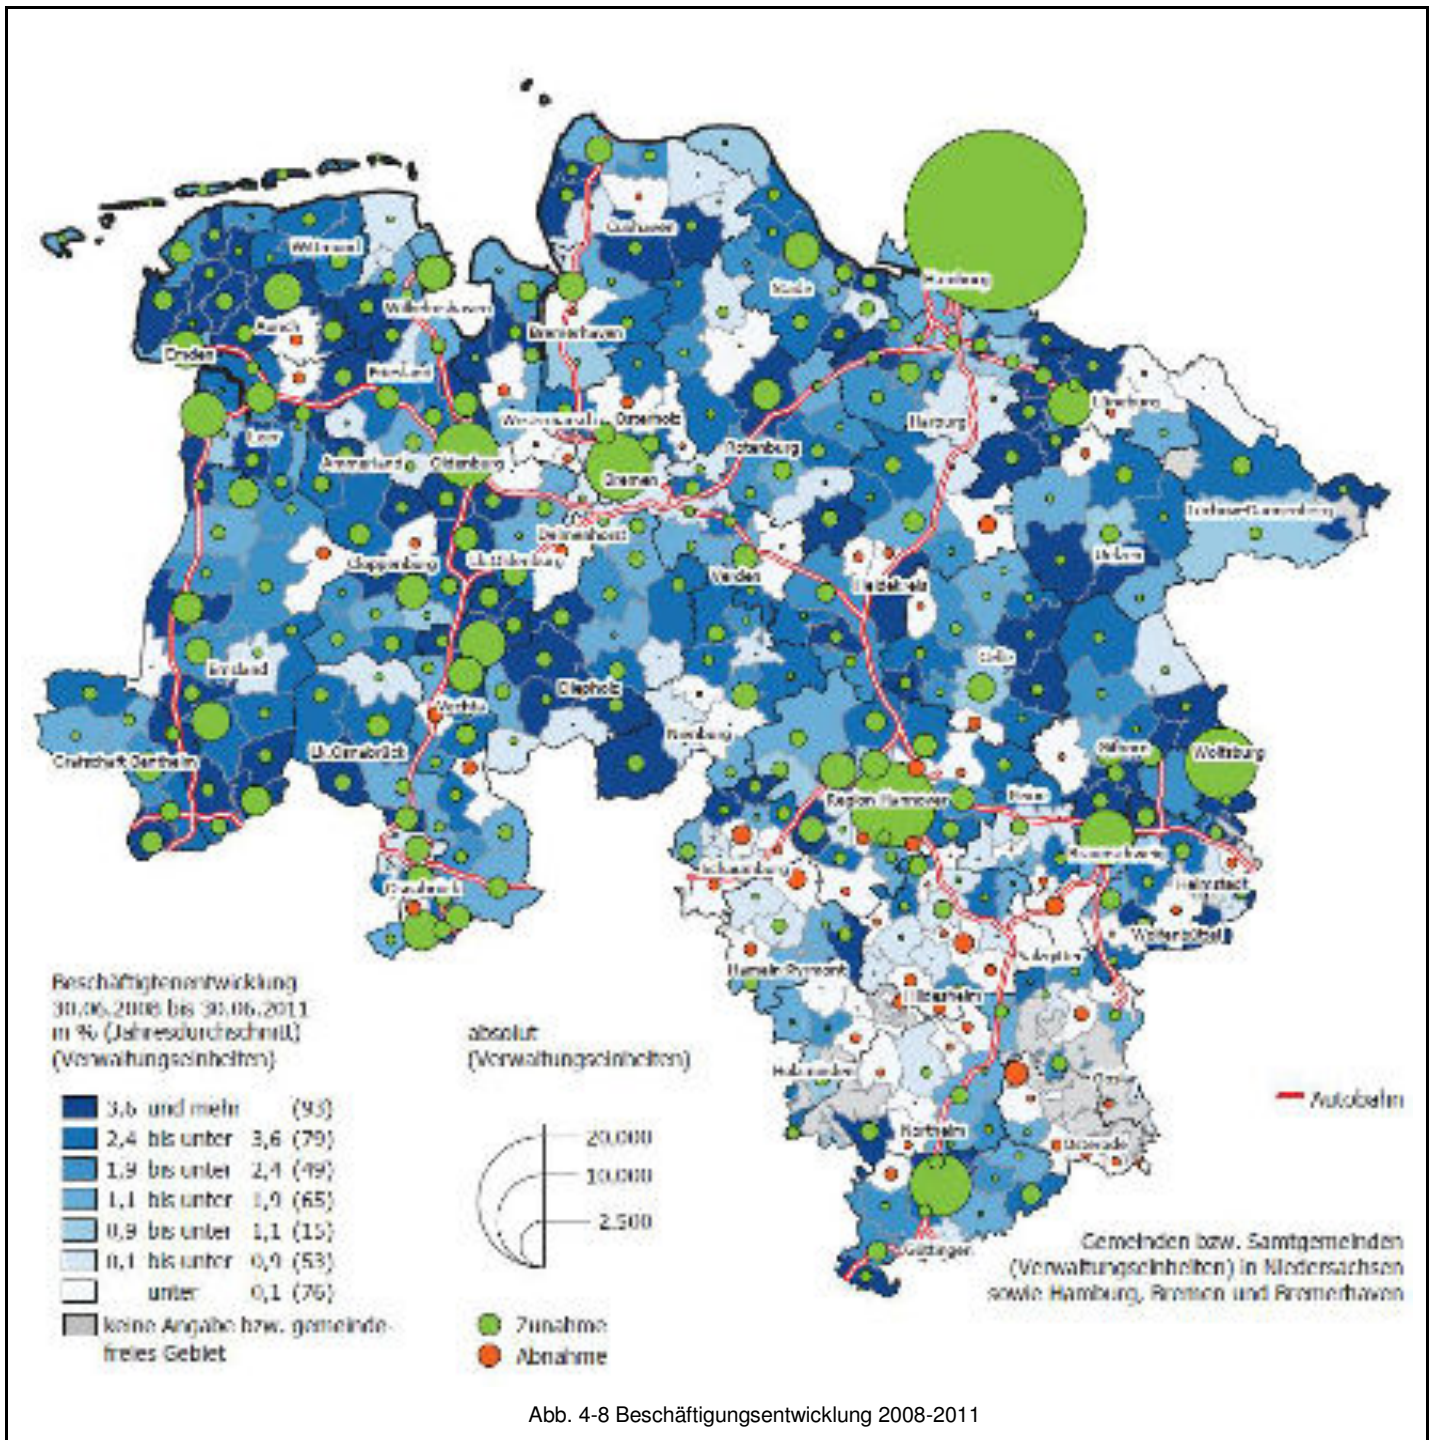 Cuxhaven
Wittmund
Stade
Hamburg
Wilhelmshaven
Aurich
Bremerhaven
Emden
Friesland
Lüneburg
Wesermarsch
Osterholz
Harburg
Leer
Rotenburg
Ammerland
Oldenburg
Bremen
Lüchow-Dannenberg
Delmenhorst
Uelzen
Cloppenburg
Lk.Oldenburg
Verden
Heidekreis
Celle
Emsland
Diepholz
Vechta
Nienburg
Lk.Osnabrück
Gifhorn
Wolfsburg
Grafschaft Bentheim
Region Hannover
Peine
Braunschweig
Schaumburg
Helmstedt
Osnabrück
Wolfenbüttel
Salzgitter
Hameln-Pyrmont
Hildesheim
Holzminden
Goslar
Northeim
Osterode
Göttingen
Beschäftigtenentwicklung
30.06.2008 bis 30.06.2011
in % (Jahresdurchschnitt)
(Verwaltungseinheiten)
3,6 und mehr (93)
2,4 bis unter 3,6 (79)
1,9 bis unter 2,4 (49)
1,1 bis unter 1,9 (65)
0,9 bis unter 1,1 (15)
0,1 bis unter 0,9 (53)
unter 0,1 (76)
keine Angabe bzw. gemeinde-
freies Gebiet
absolut
(Verwaltungseinheiten)
20.000
10.000
2.500
Zunahme
Abnahme
Autobahn
Gemeinden bzw. Samtgemeinden
(Verwaltungseinheiten) in Niedersachsen
sowie Hamburg, Bremen und Bremerhaven
Abb. 4-8 Beschäftigungsentwicklung 2008-2011